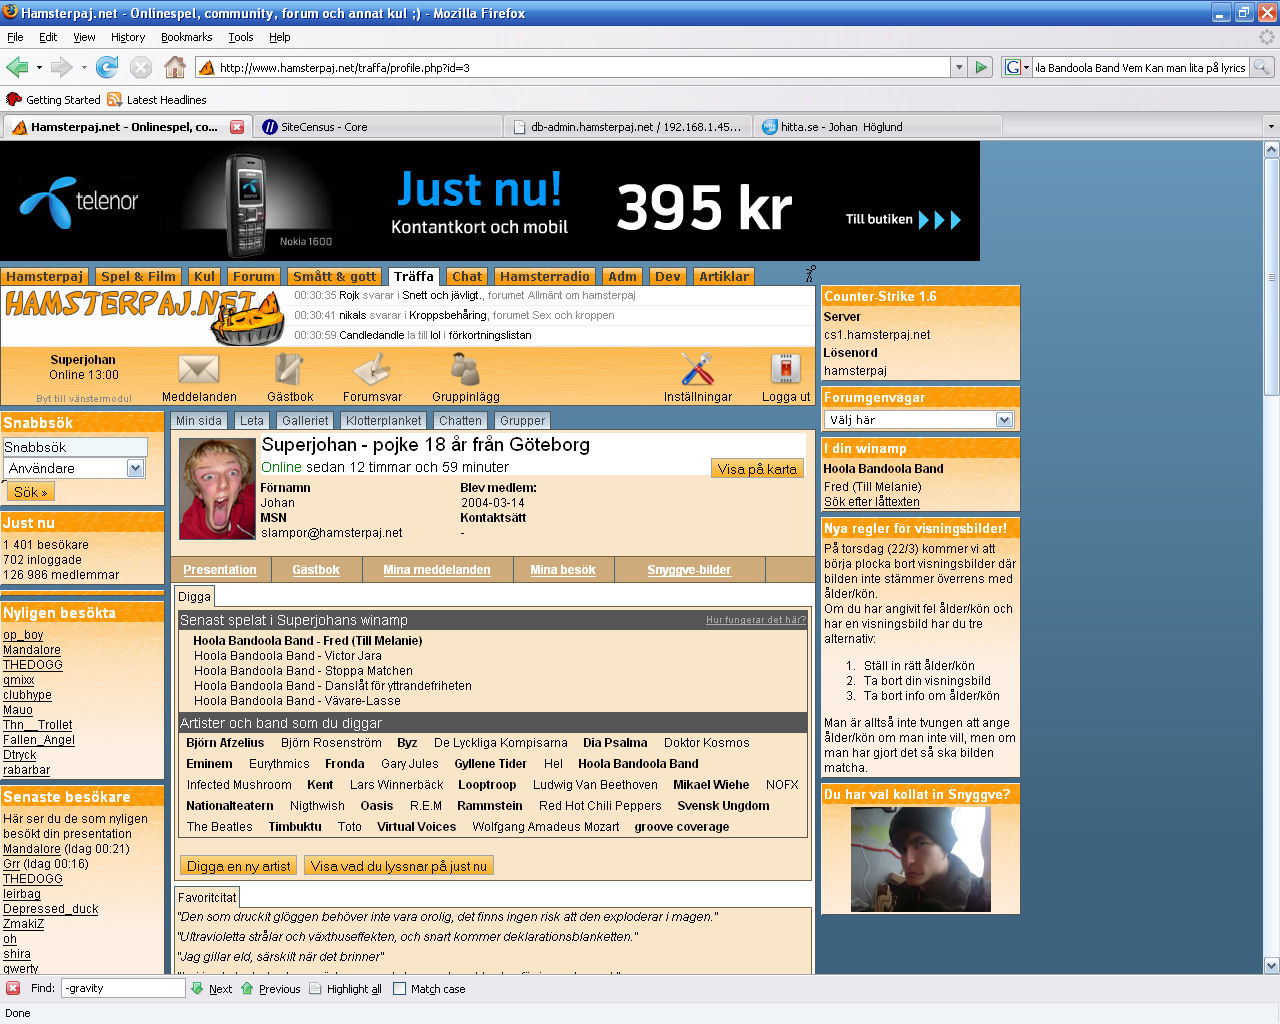 Hamsterpaj.net - Onlinespel, community, forum och annat kul ;) - Mozilla Firefox
File Edit View History Bookmarks Tools Help
http://www.hamsterpaj.net/traffa/profile.php?id=3
la Bandoola Band Vem Kan man lita på lyrics
Getting Started Latest Headlines
Hamsterpaj.net - Onlinespel, co... SiteCensus - Core db-admin.hamsterpaj.net / 192.168.1.45... hitta.se - Johan Höglund
telenor
Nokia 1600
Just nu!
Kontantkort och mobil
395 kr
Till butiken
Hamsterpaj Spel & Film Kul Forum Smått & gott Träffa Chat Hamsterradio Adm Dev Artiklar
HAMSTERPAJ.NET
00:30:35 Rojk svarar i Snett och jävligt., forumet Allmänt om hamsterpaj
00:30:41 nikals svarar i Kroppsbehåring, forumet Sex och kroppen
00:30:59 Candledandle la till lol i förkortningslistan
Superjohan
Online 13:00
Byt till vänstermodul
Meddelanden Gästbok Forumsvar Gruppinlägg Inställningar Logga ut
Snabbsök
Snabbsök
Användare
Sök »
Just nu
1 401 besökare
702 inloggade
126 986 medlemmar
Nyligen besökta
op_boy
Mandalore
THEDOGG
qmixx
clubhype
Mauo
Thn__Trollet
Fallen_Angel
Dtryck
rabarbar
Senaste besökare
Här ser du de som nyligen
besökt din presentation
Mandalore (Idag 00:21)
Grr (Idag 00:16)
THEDOGG
leirbag
Depressed_duck
ZmakiZ
oh
shira
qwerty
Min sida Leta Galleriet Klotterplanket Chatten Grupper
Superjohan - pojke 18 år från Göteborg
Online sedan 12 timmar och 59 minuter
Visa på karta
Förnamn Blev medlem:
Johan 2004-03-14
MSN Kontaktsätt
slampor@hamsterpaj.net -
Presentation Gästbok Mina meddelanden Mina besök Snyggve-bilder
Digga
Senast spelat i Superjohans winamp Hur fungerar det här?
Hoola Bandoola Band - Fred (Till Melanie)
Hoola Bandoola Band - Victor Jara
Hoola Bandoola Band - Stoppa Matchen
Hoola Bandoola Band - Danslåt för yttrandefriheten
Hoola Bandoola Band - Vävare-Lasse
Artister och band som du diggar
Björn Afzelius Björn Rosenström Byz De Lyckliga Kompisarna Dia Psalma Doktor Kosmos
Eminem Eurythmics Fronda Gary Jules Gyllene Tider Hel Hoola Bandoola Band
Infected Mushroom Kent Lars Winnerbäck Looptroop Ludwig Van Beethoven Mikael Wiehe NOFX
Nationalteatern Nigthwish Oasis R.E.M Rammstein Red Hot Chili Peppers Svensk Ungdom
The Beatles Timbuktu Toto Virtual Voices Wolfgang Amadeus Mozart groove coverage
Digga en ny artist Visa vad du lyssnar på just nu
Favoritcitat
"Den som druckit glöggen behöver inte vara orolig, det finns ingen risk att den exploderar i magen."
"Ultravioletta strålar och växthuseffekten, och snart kommer deklarationsblanketten."
"Jag gillar eld, särskilt när det brinner"
Counter-Strike 1.6
Server
cs1.hamsterpaj.net
Lösenord
hamsterpaj
Forumgenvägar
Välj här
I din winamp
Hoola Bandoola Band
Fred (Till Melanie)
Sök efter låttexten
Nya regler för visningsbilder!
På torsdag (22/3) kommer vi att
börja plocka bort visningsbilder där
bilden inte stämmer överrens med
ålder/kön.
Om du har angivit fel ålder/kön och
har en visningsbild har du tre
alternativ:
1. Ställ in rätt ålder/kön
2. Ta bort din visningsbild
3. Ta bort info om ålder/kön
Man är alltså inte tvungen att ange
ålder/kön om man inte vill, men om
man har gjort det så ska bilden
matcha.
Du har väl kollat in Snyggve?
Find: -gravity Next Previous Highlight all Match case
Done